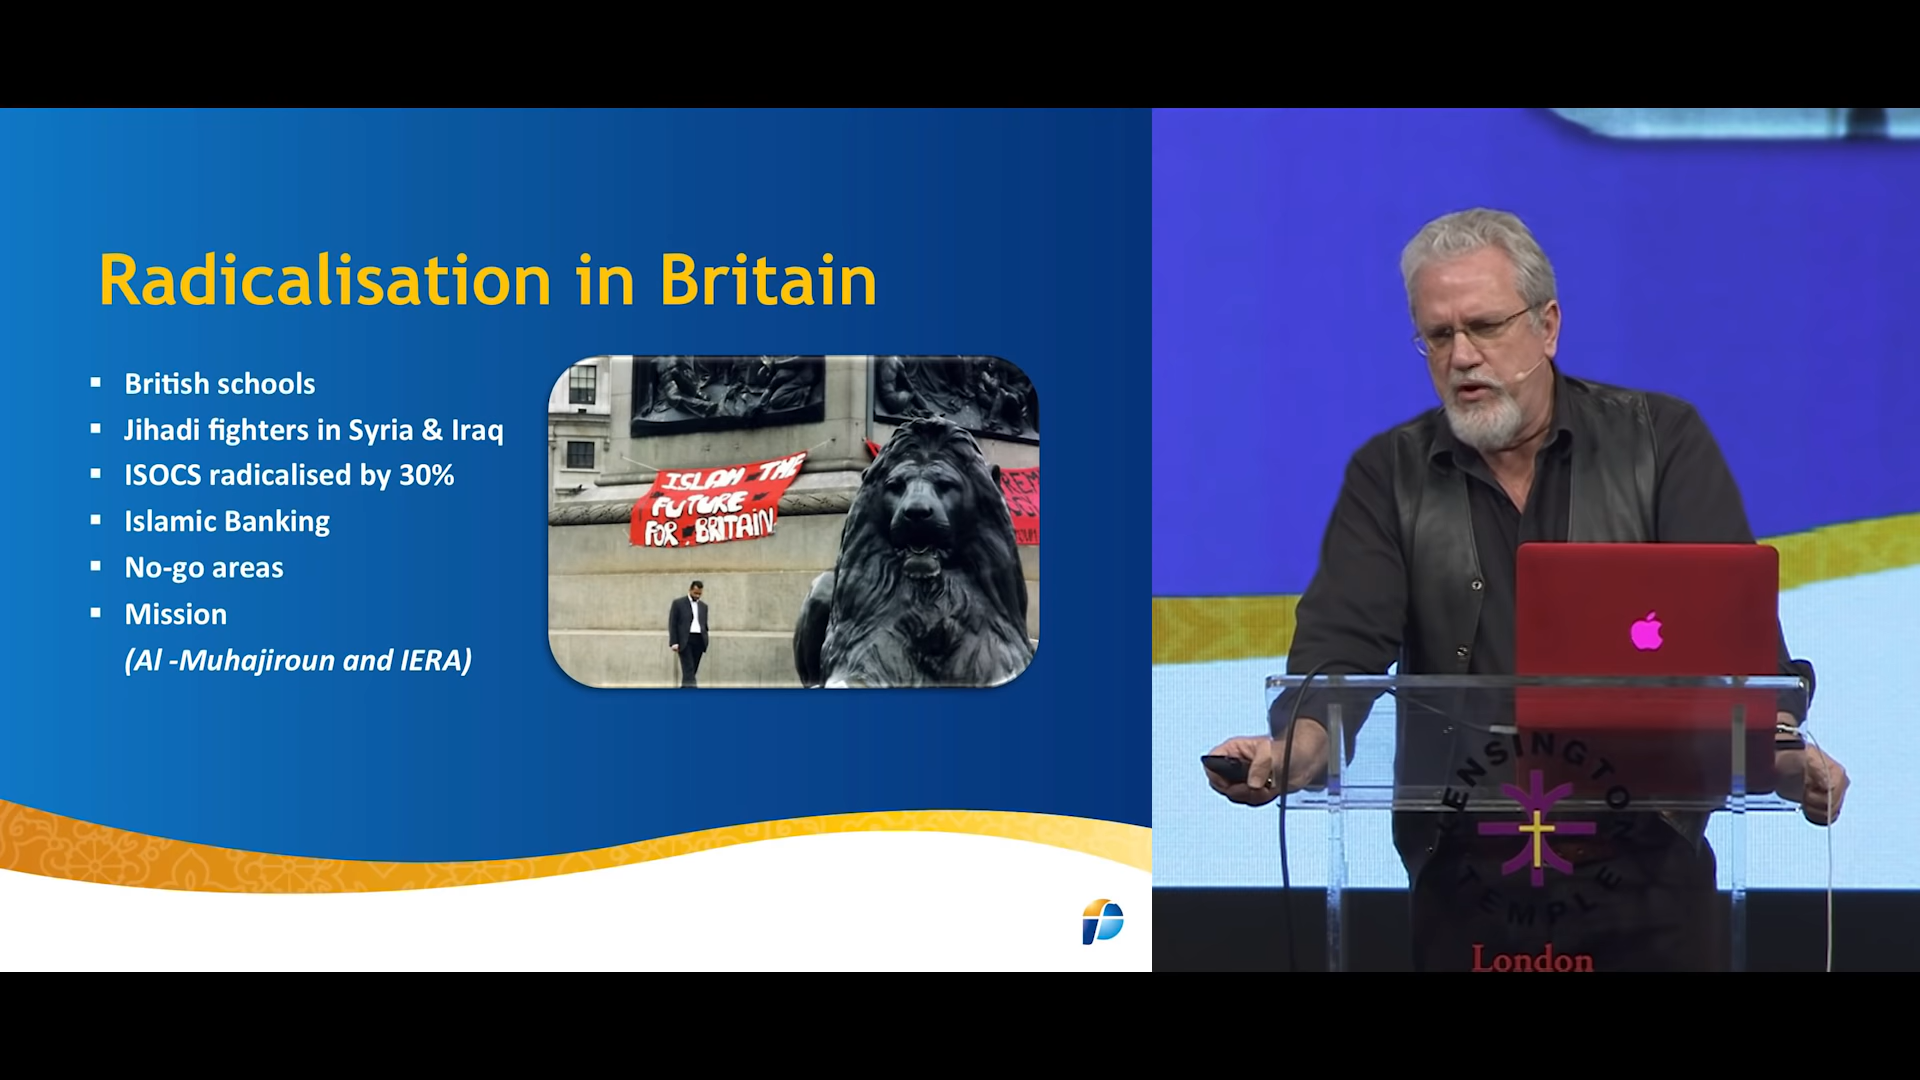 Radicalisation in Britain
British schools
Jihadi fighters in Syria & Iraq
ISOCS radicalised by 30%
Islamic Banking
No-go areas
Mission
(Al -Muhajiroun and IERA)
ISLAM THE
FUTURE
FOR BRITAIN
KENSINGTON
TEMPLE
London